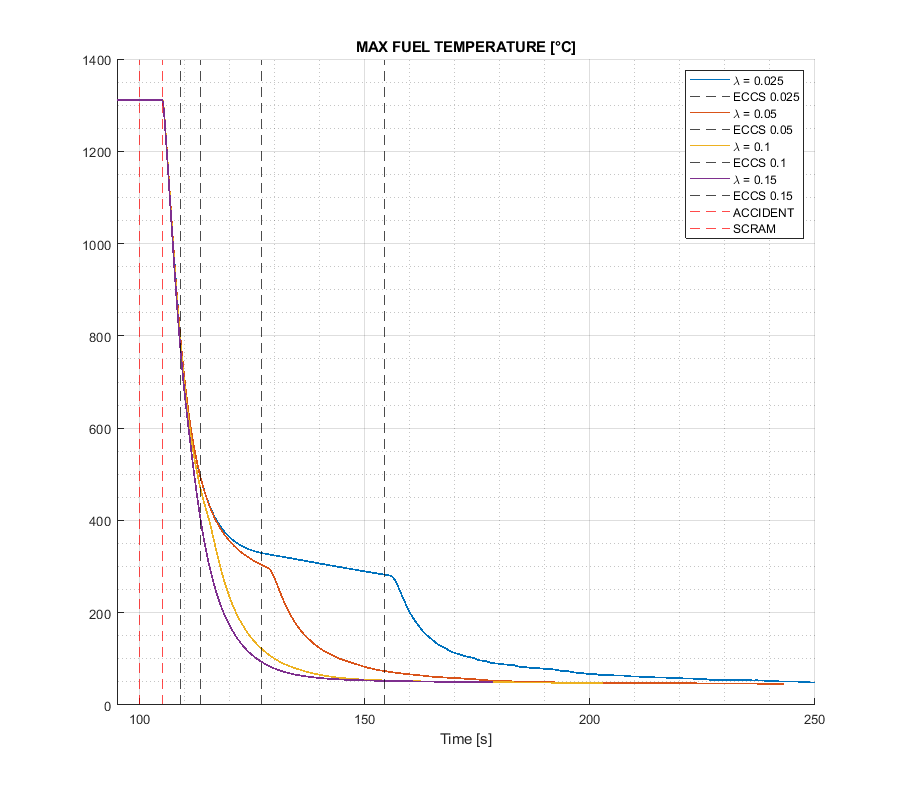 MAX FUEL TEMPERATURE [°C]
1400
1200
1000
800
600
400
200
0
100
150
200
250
Time [s]
λ = 0.025
ECCS 0.025
λ = 0.05
ECCS 0.05
λ = 0.1
ECCS 0.1
λ = 0.15
ECCS 0.15
ACCIDENT
SCRAM